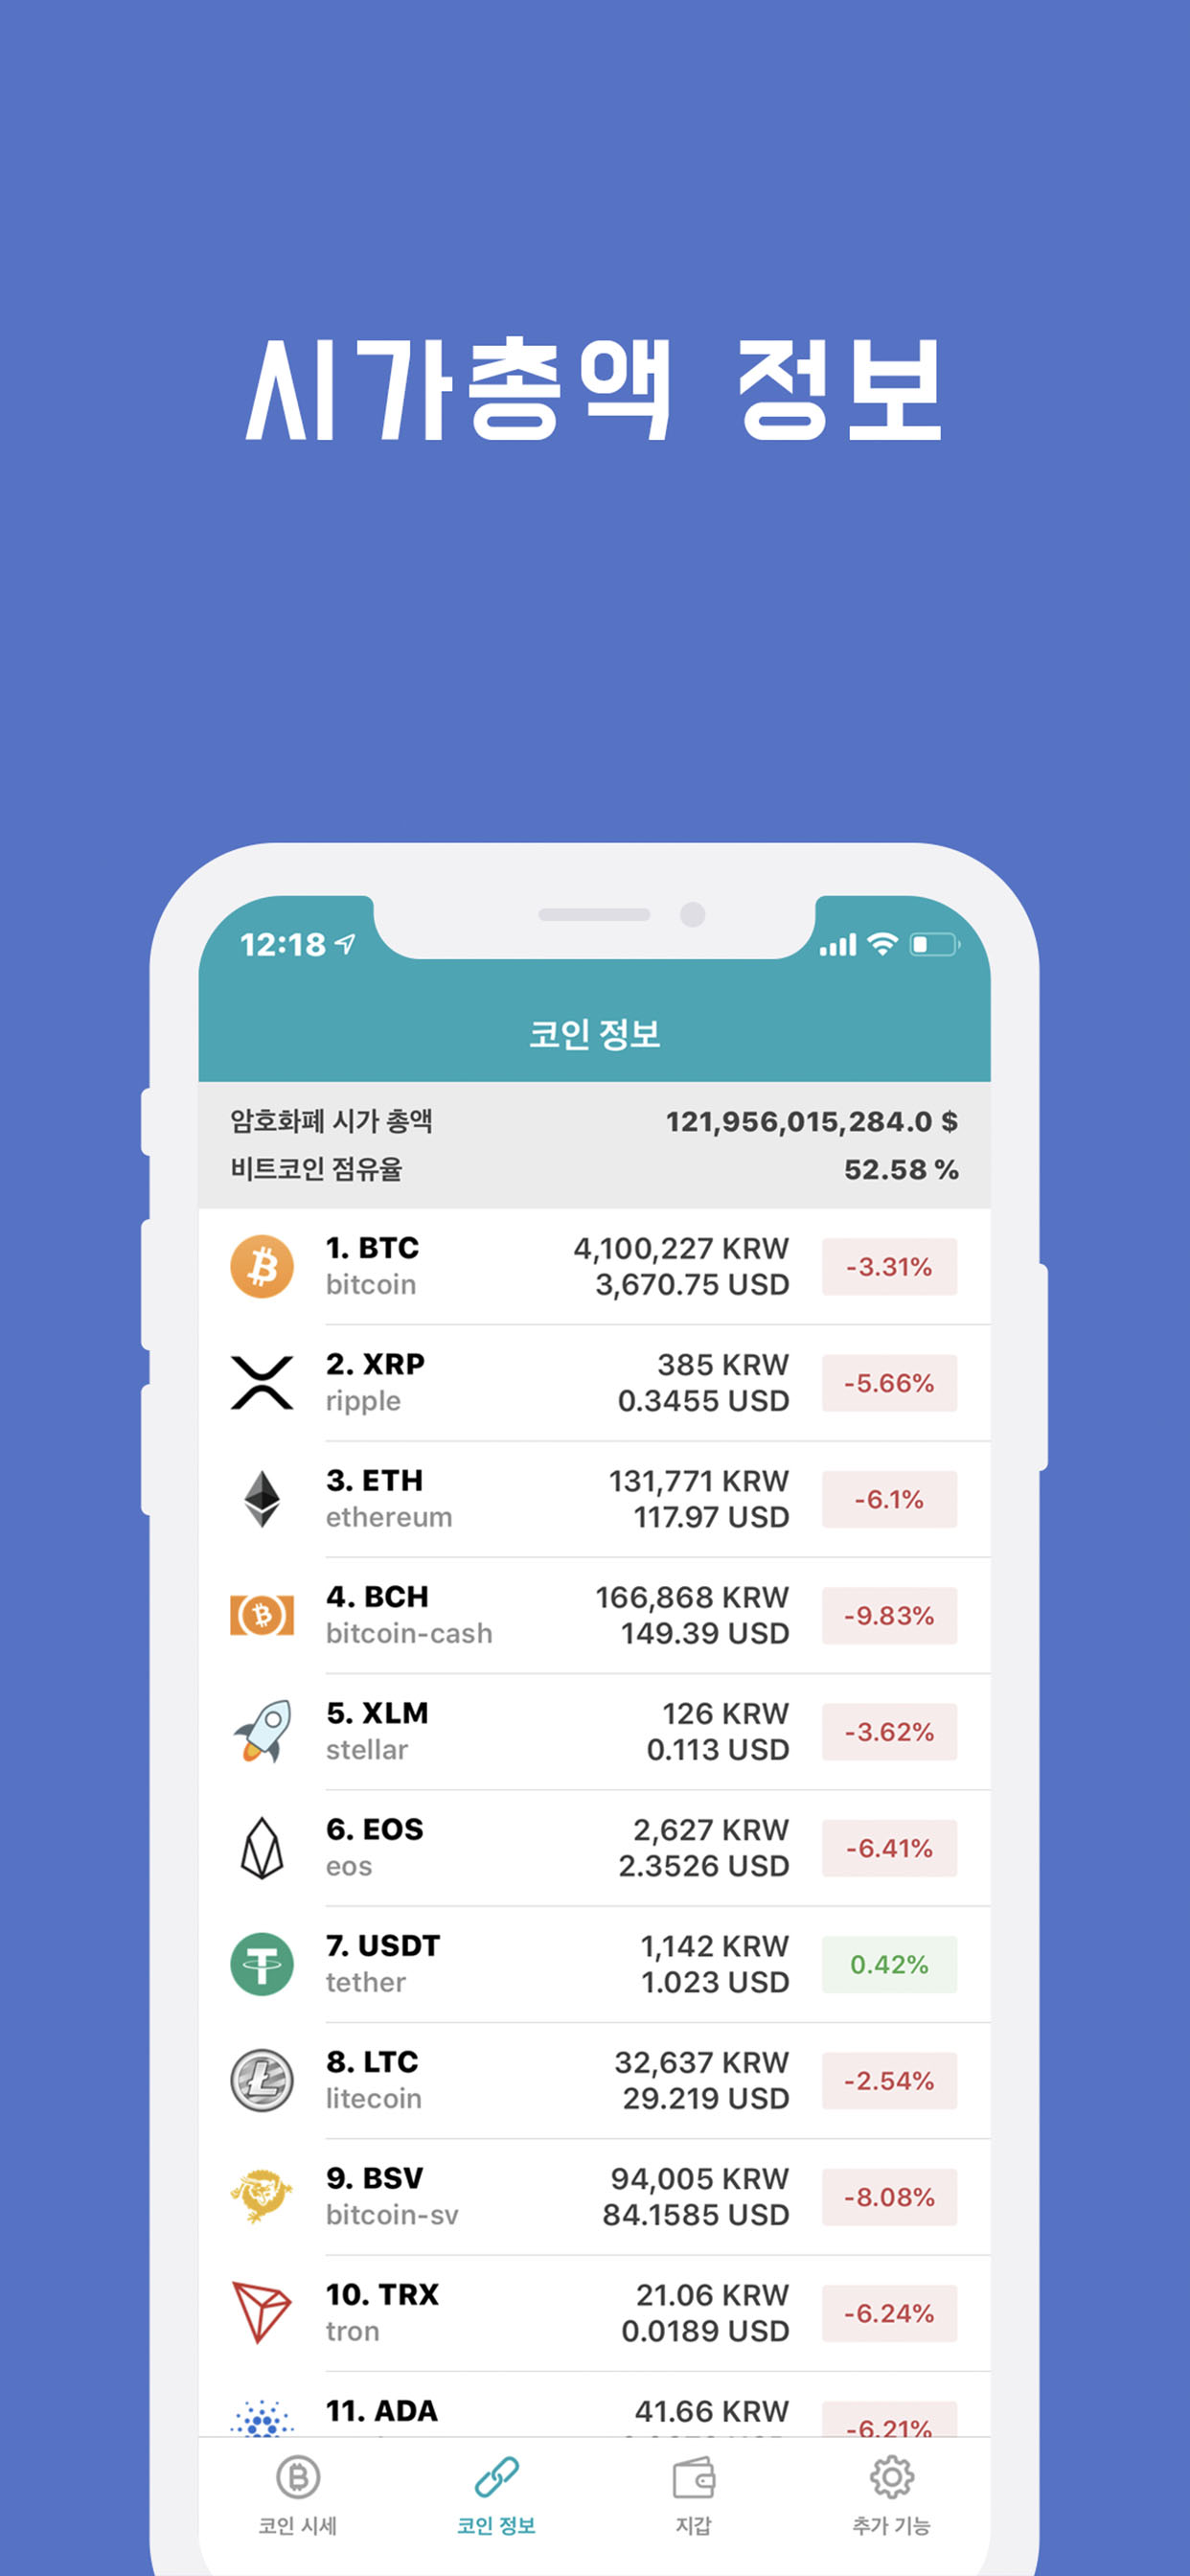 시가총액 정보
12:18
코인 정보
암호화폐 시가 총액 121,956,015,284.0 $
비트코인 점유율 52.58 %
1. BTC 4,100,227 KRW -3.31%
bitcoin 3,670.75 USD
2. XRP 385 KRW -5.66%
ripple 0.3455 USD
3. ETH 131,771 KRW -6.1%
ethereum 117.97 USD
4. BCH 166,868 KRW -9.83%
bitcoin-cash 149.39 USD
5. XLM 126 KRW -3.62%
stellar 0.113 USD
6. EOS 2,627 KRW -6.41%
eos 2.3526 USD
7. USDT 1,142 KRW 0.42%
tether 1.023 USD
8. LTC 32,637 KRW -2.54%
litecoin 29.219 USD
9. BSV 94,005 KRW -8.08%
bitcoin-sv 84.1585 USD
10. TRX 21.06 KRW -6.24%
tron 0.0189 USD
11. ADA 41.66 KRW -6.21%
코인 시세 코인 정보 지갑 추가 기능